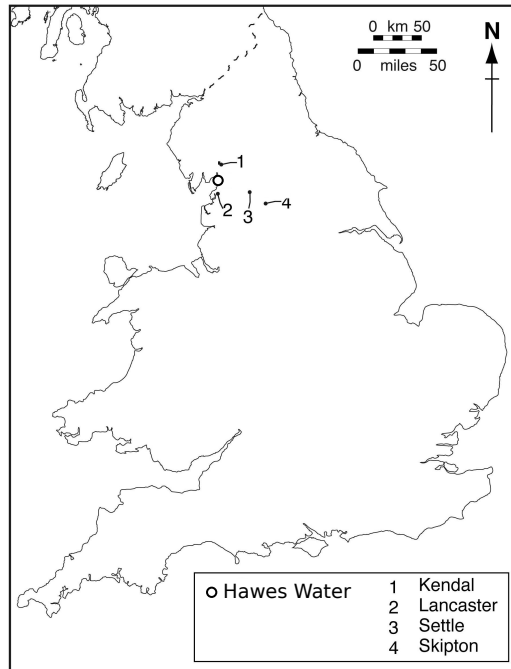 0 km 50
0 miles 50
N
1
2
3
4
Hawes Water
1 Kendal
2 Lancaster
3 Settle
4 Skipton